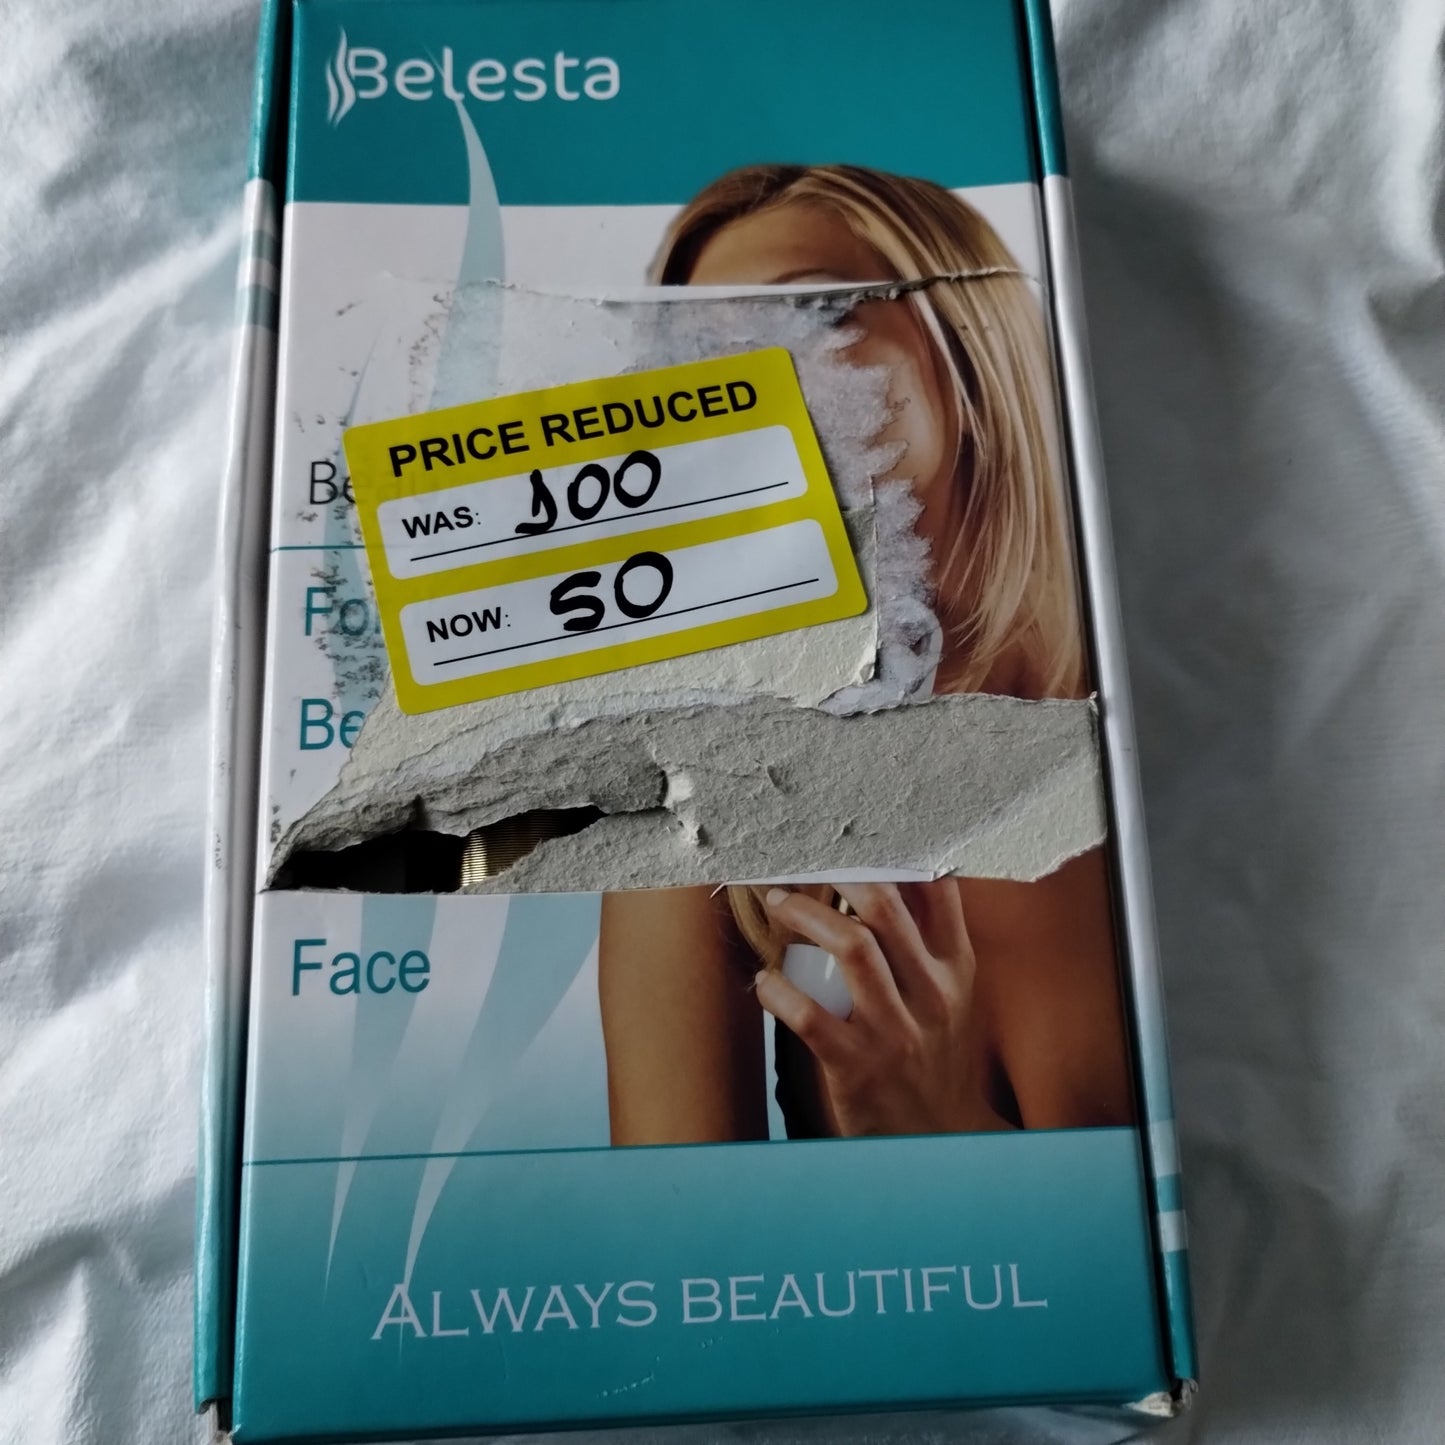 Belesta
PRICE REDUCED
WAS: 100
NOW: 50
Face
ALWAYS BEAUTIFUL